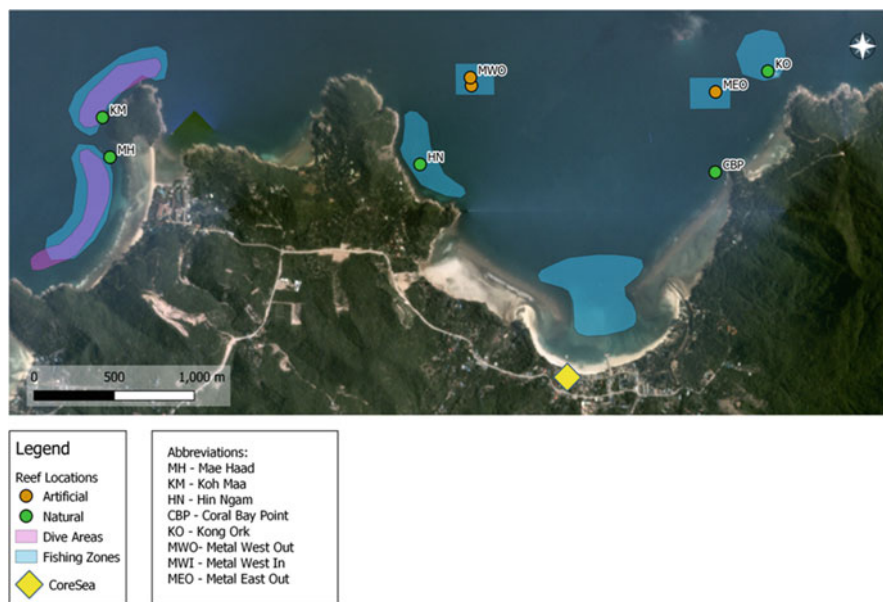 KM
MH
HN
MWO
MEO
KO
CBP
0 500 1,000 m
Legend
Reef Locations
Artificial
Natural
Dive Areas
Fishing Zones
CoreSea
Abbreviations:
MH - Mae Haad
KM - Koh Maa
HN - Hin Ngam
CBP - Coral Bay Point
KO - Kong Ork
MWO- Metal West Out
MWI - Metal West In
MEO - Metal East Out